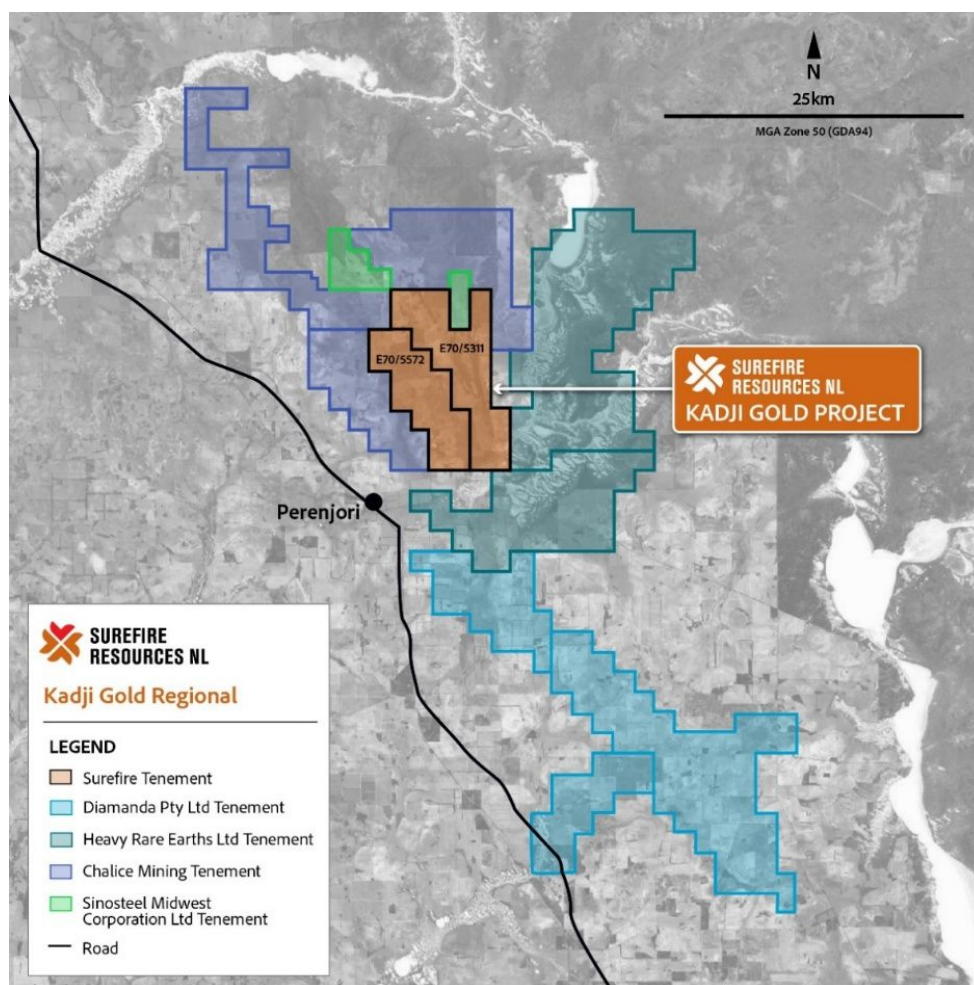 N
25km
MGA Zone 50 (GDA94)
E70/5572
E70/5311
SUREFIRE
RESOURCES NL
KADJI GOLD PROJECT
Perenjori
SUREFIRE
RESOURCES NL
Kadji Gold Regional
LEGEND
Surefire Tenement
Diamanda Pty Ltd Tenement
Heavy Rare Earths Ltd Tenement
Chalice Mining Tenement
Sinosteel Midwest
Corporation Ltd Tenement
Road